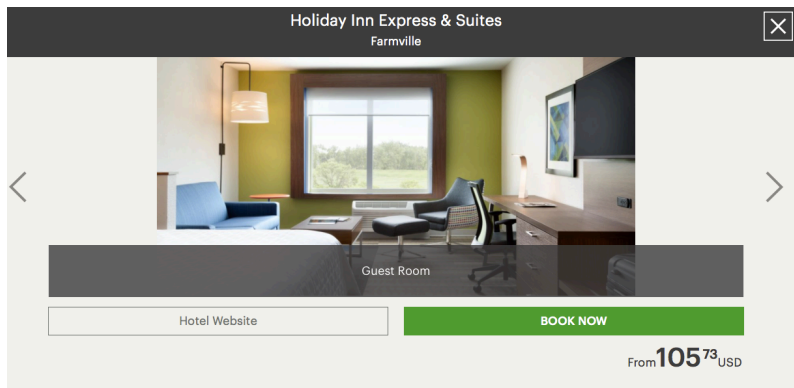 Holiday Inn Express & Suites
Farmville
Guest Room
Hotel Website
BOOK NOW
From 105 73 USD